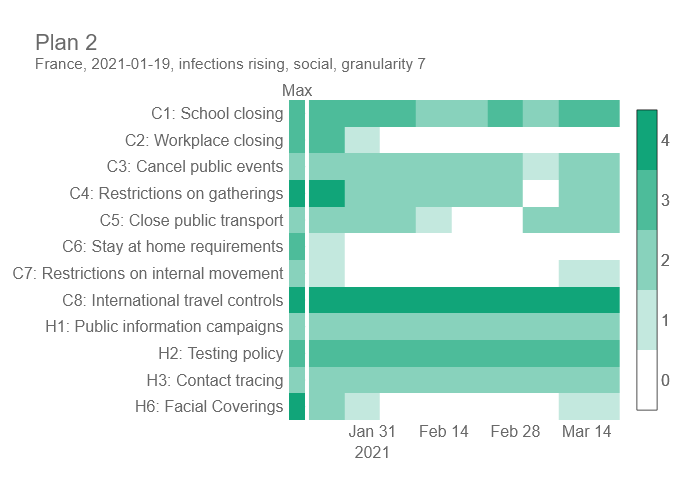 Plan 2
France, 2021-01-19, infections rising, social, granularity 7
Max
C1: School closing
C2: Workplace closing
C3: Cancel public events
C4: Restrictions on gatherings
C5: Close public transport
C6: Stay at home requirements
C7: Restrictions on internal movement
C8: International travel controls
H1: Public information campaigns
H2: Testing policy
H3: Contact tracing
H6: Facial Coverings
4
3
2
1
0
Jan 31 Feb 14 Feb 28 Mar 14
2021